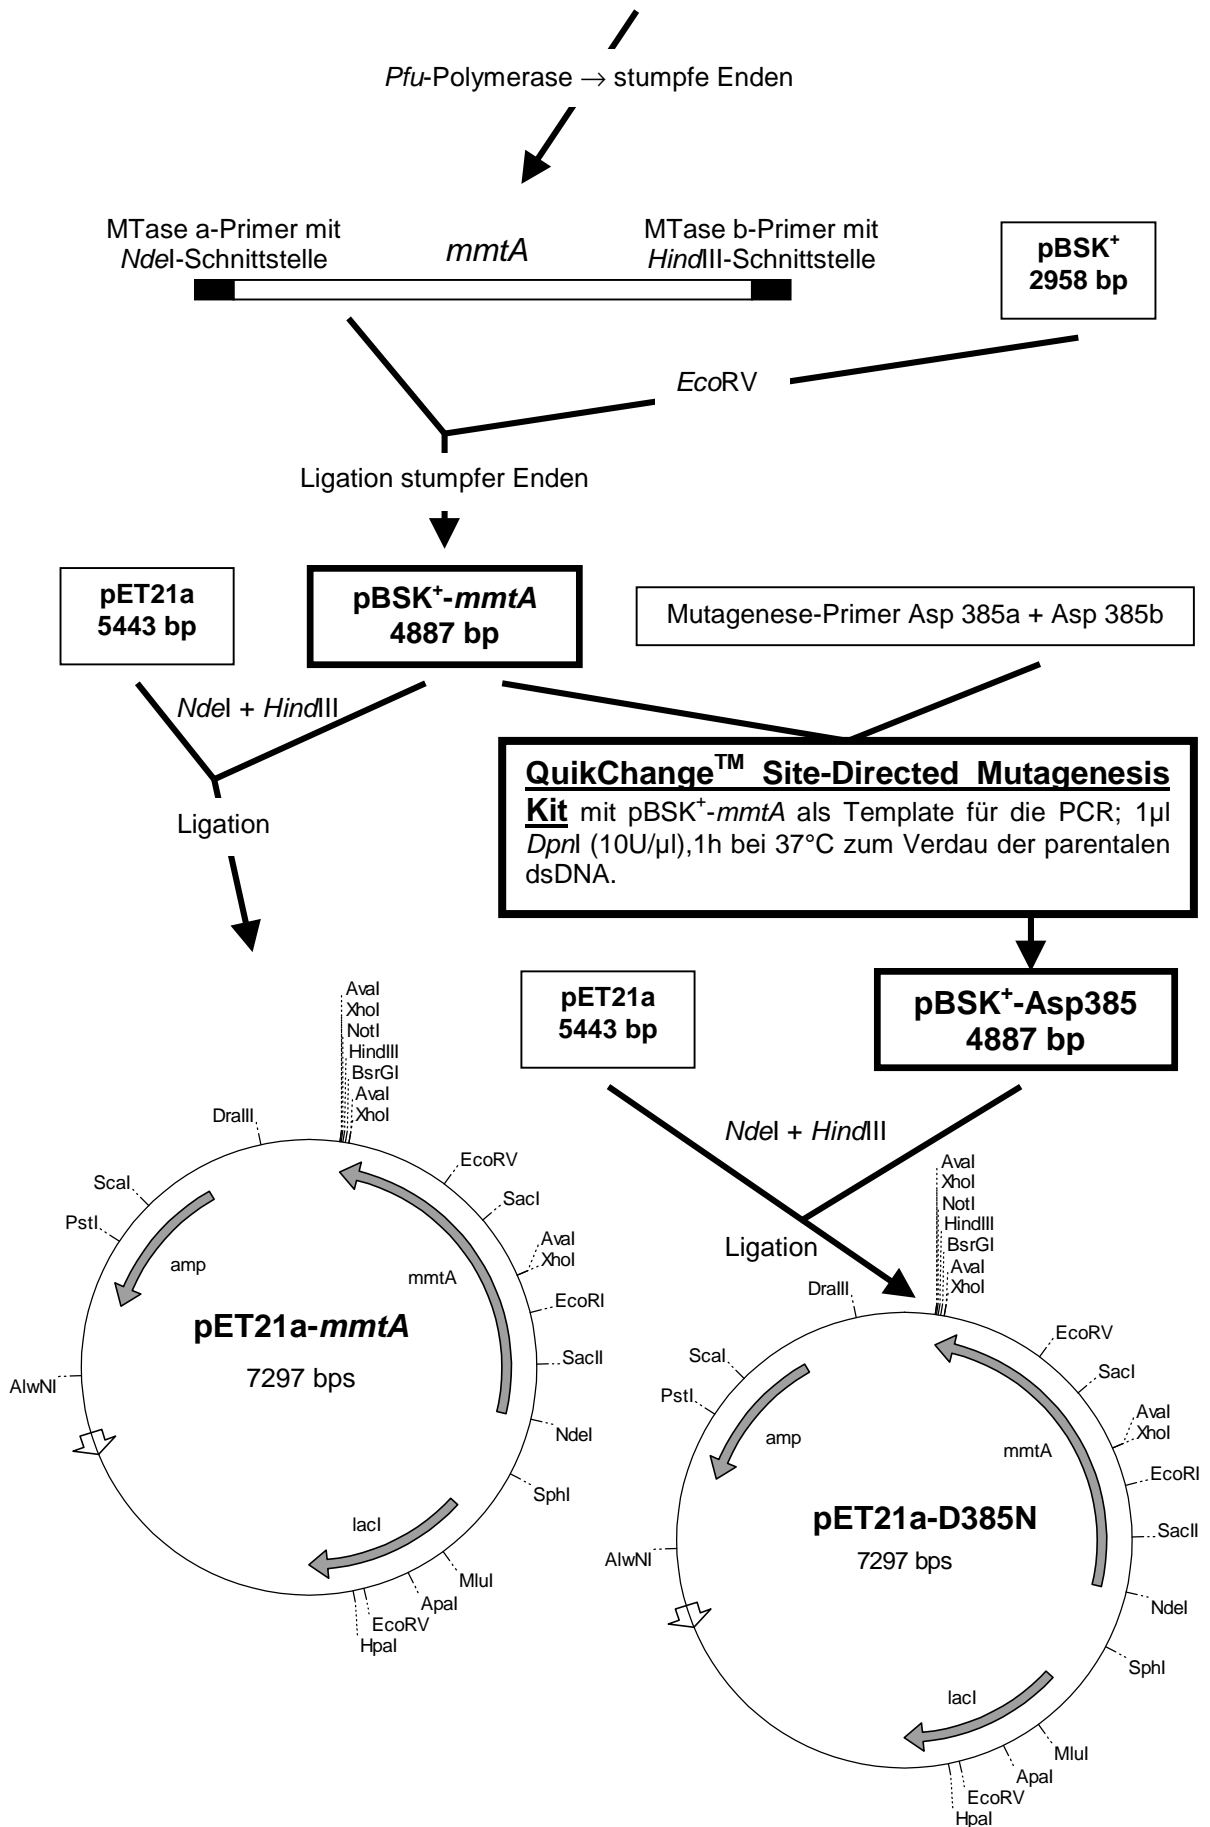 Pfu-Polymerase → stumpfe Enden
MTase a-Primer mit
NdeI-Schnittstelle
mmtA
MTase b-Primer mit
HindIII-Schnittstelle
pBSK+
2958 bp
EcoRV
Ligation stumpfer Enden
pET21a
5443 bp
pBSK+-mmtA
4887 bp
Mutagenese-Primer Asp 385a + Asp 385b
NdeI + HindIII
Ligation
QuikChange™ Site-Directed Mutagenesis
Kit mit pBSK+-mmtA als Template für die PCR; 1µl
DpnI (10U/µl),1h bei 37°C zum Verdau der parentalen
dsDNA.
pET21a
5443 bp
pBSK+-Asp385
4887 bp
NdeI + HindIII
Ligation
AvaI
XhoI
NotI
HindIII
BsrGI
AvaI
XhoI
DraIII
EcoRV
ScaI
SacI
PstI
AvaI
XhoI
amp
mmtA
EcoRI
pET21a-mmtA
7297 bps
SacII
AlwNI
NdeI
SphI
lacI
MluI
ApaI
EcoRV
HpaI
AvaI
XhoI
NotI
HindIII
BsrGI
AvaI
XhoI
DraIII
EcoRV
ScaI
SacI
PstI
AvaI
XhoI
amp
mmtA
EcoRI
pET21a-D385N
7297 bps
SacII
AlwNI
NdeI
SphI
lacI
MluI
ApaI
EcoRV
HpaI